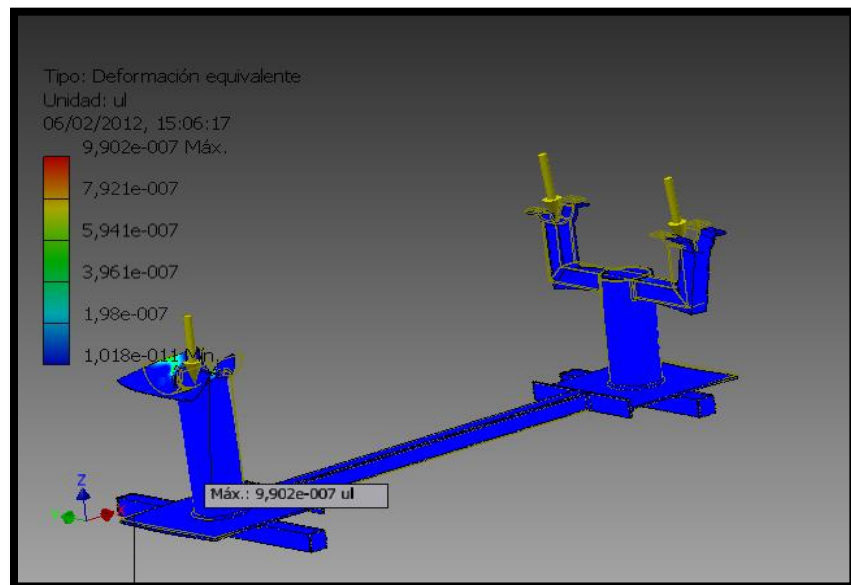 Tipo: Deformación equivalente
Unidad: ul
06/02/2012, 15:06:17
9,902e-007 Máx.
7,921e-007
5,941e-007
3,961e-007
1,98e-007
1,018e-011 Mín.
Z
Máx.: 9,902e-007 ul